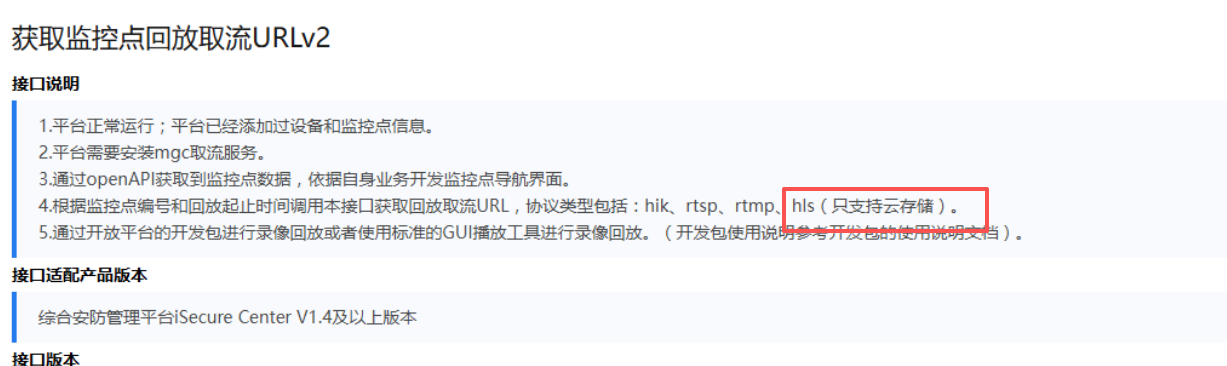 获取监控点回放取流URLv2
接口说明
1.平台正常运行；平台已经添加过设备和监控点信息。
2.平台需要安装mgc取流服务。
3.通过openAPI获取到监控点数据，依据自身业务开发监控点导航界面。
4.根据监控点编号和回放起止时间调用本接口获取回放取流URL，协议类型包括：hik、rtsp、rtmp、hls（只支持云存储）。
5.通过开放平台的开发包进行录像回放或者使用标准的GUI播放工具进行录像回放。（开发包使用说明参考开发包的使用说明文档）。
接口适配产品版本
综合安防管理平台iSecure Center V1.4及以上版本
接口版本